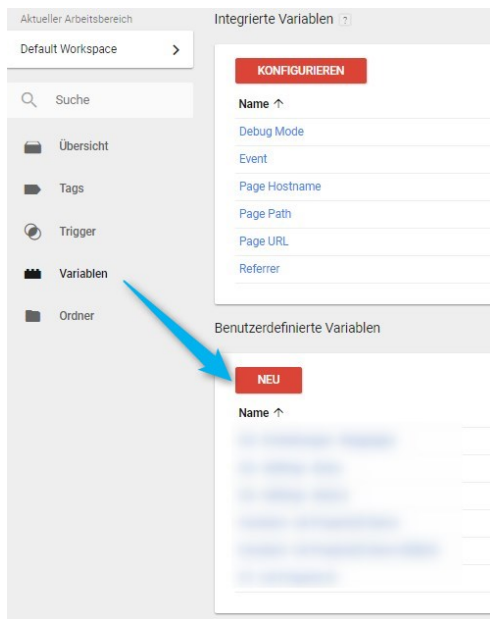 Aktueller Arbeitsbereich
Default Workspace
Suche
Übersicht
Tags
Trigger
Variablen
Ordner
Integrierte Variablen ?
KONFIGURIEREN
Name ↑
Debug Mode
Event
Page Hostname
Page Path
Page URL
Referrer
Benutzerdefinierte Variablen
NEU
Name ↑